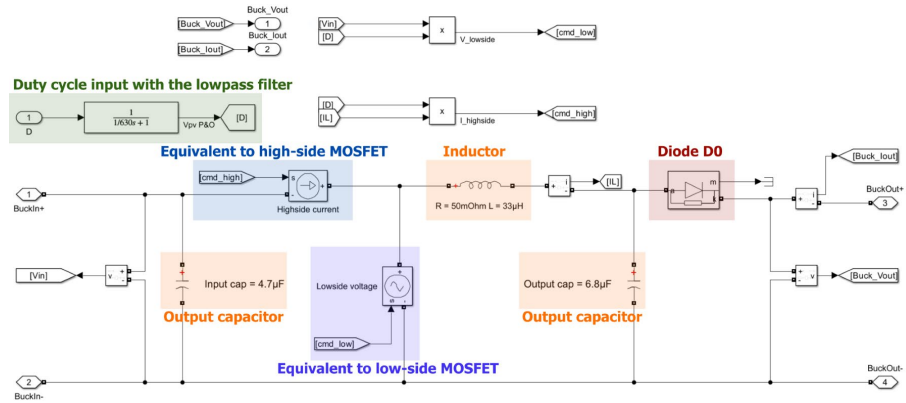 Buck_Vout
[Buck_Vout]
1
Buck_Iout
[Buck_Iout]
2
[Vin]
[D]
x
V_lowside
[cmd_low]
Duty cycle input with the lowpass filter
1
D
1
1/630s + 1
Vpv P&O
[D]
[D]
[IL]
x
I_highside
[cmd_high]
Equivalent to high-side MOSFET
Inductor
Diode D0
[cmd_high]
s
+
-
Highside current
+
R = 50mOhm L = 33µH
+
i
-
[IL]
a
m
k
[Buck_Iout]
+
i
-
1
BuckIn+
BuckOut+
3
[Vin]
v
+
-
+
Input cap = 4.7µF
Output capacitor
Lowside voltage
+
s
-
[cmd_low]
Equivalent to low-side MOSFET
+
Output cap = 6.8µF
Output capacitor
+
-
v
[Buck_Vout]
2
BuckIn-
BuckOut-
4